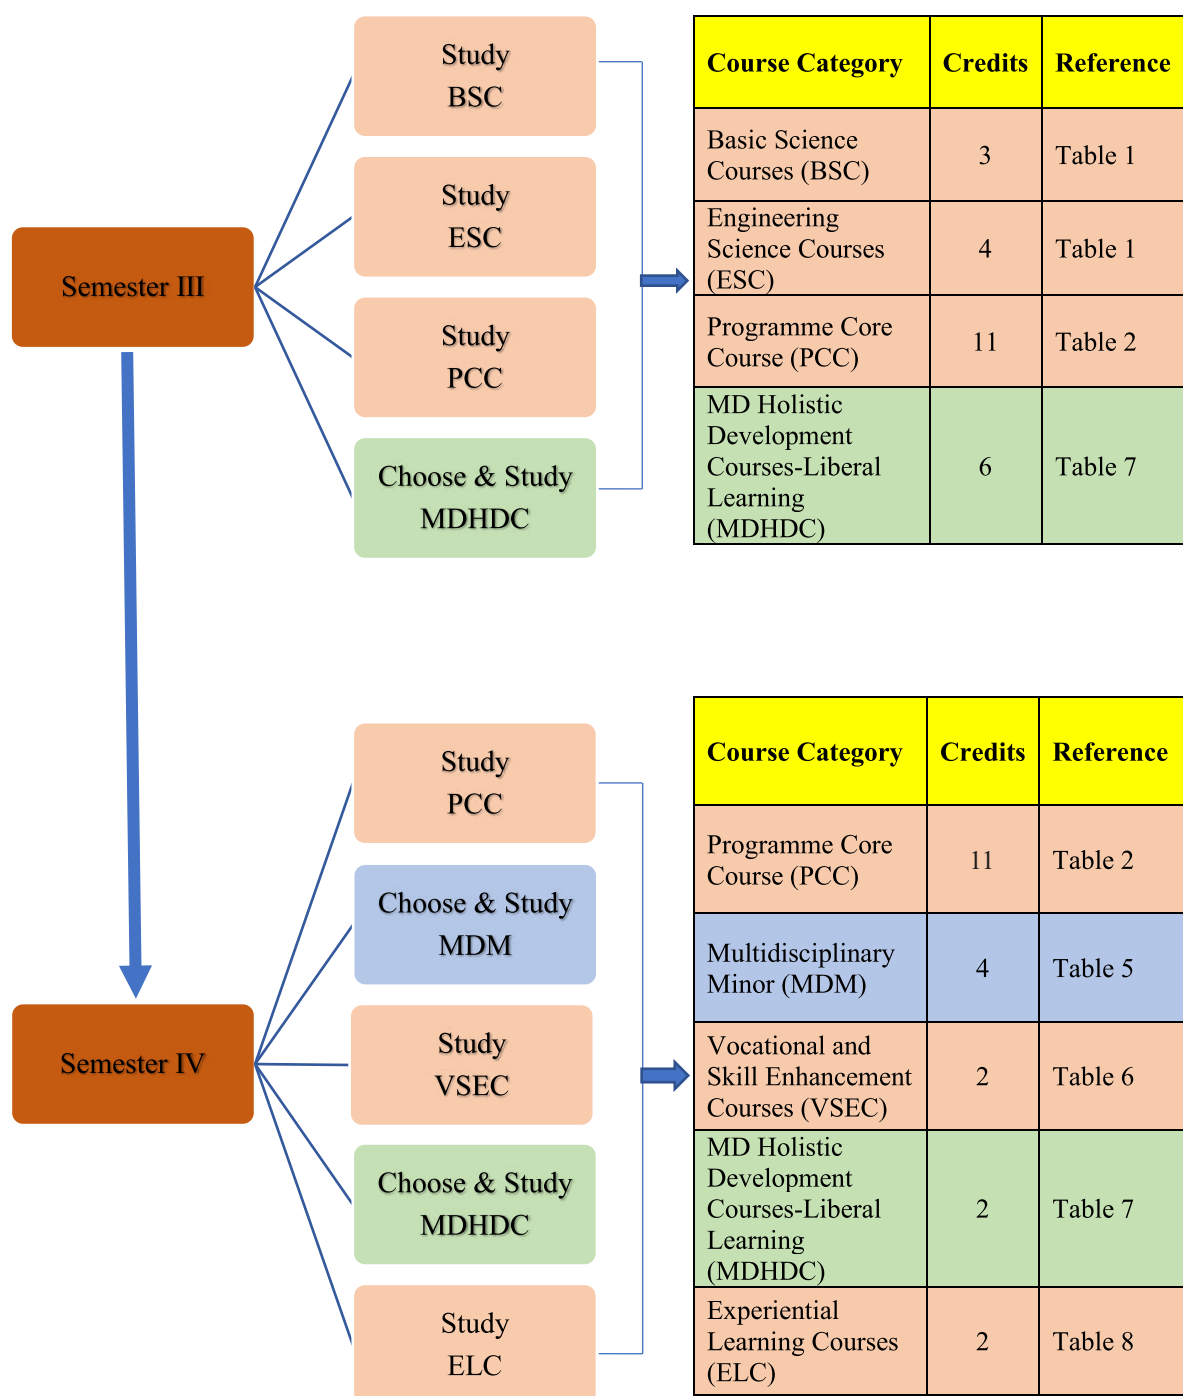 Semester III
Study
BSC
Study
ESC
Study
PCC
Choose & Study
MDHDC
Course Category Credits Reference
Basic Science
Courses (BSC) 3 Table 1
Engineering
Science Courses
(ESC) 4 Table 1
Programme Core
Course (PCC) 11 Table 2
MD Holistic
Development
Courses-Liberal
Learning
(MDHDC) 6 Table 7
Semester IV
Study
PCC
Choose & Study
MDM
Study
VSEC
Choose & Study
MDHDC
Study
ELC
Course Category Credits Reference
Programme Core
Course (PCC) 11 Table 2
Multidisciplinary
Minor (MDM) 4 Table 5
Vocational and
Skill Enhancement
Courses (VSEC) 2 Table 6
MD Holistic
Development
Courses-Liberal
Learning
(MDHDC) 2 Table 7
Experiential
Learning Courses
(ELC) 2 Table 8